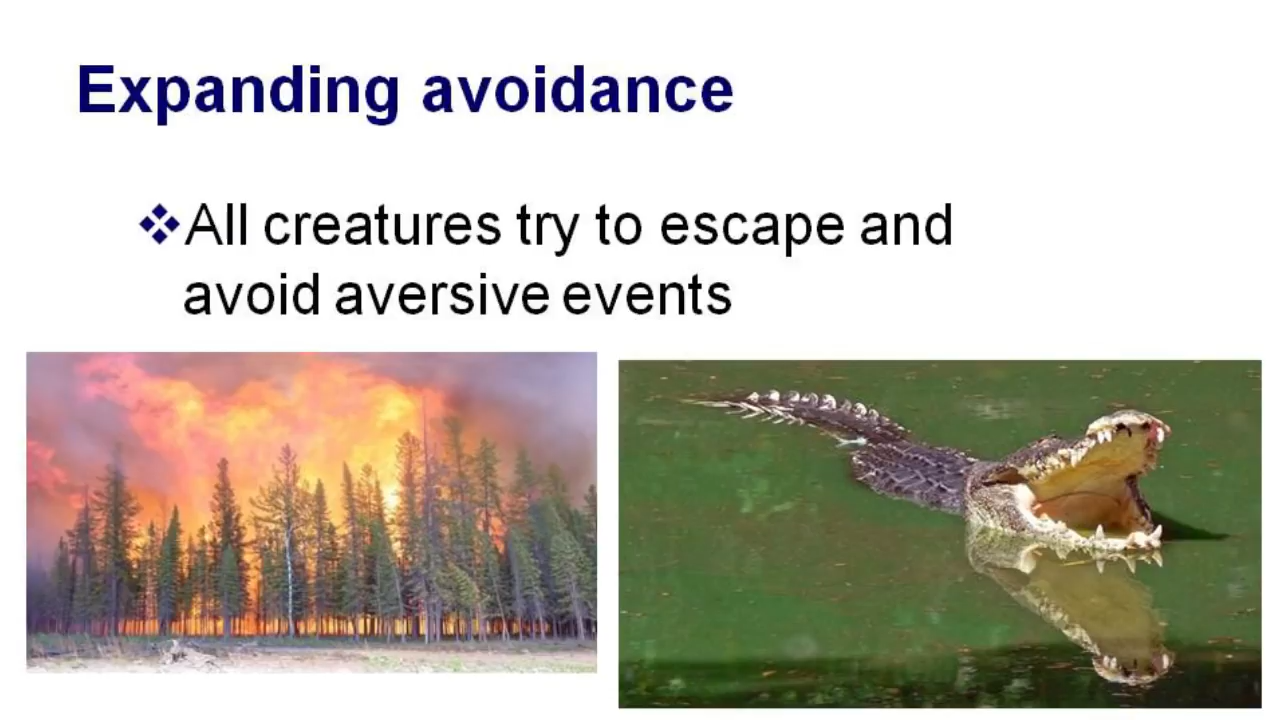 Expanding avoidance
❖All creatures try to escape and
avoid aversive events